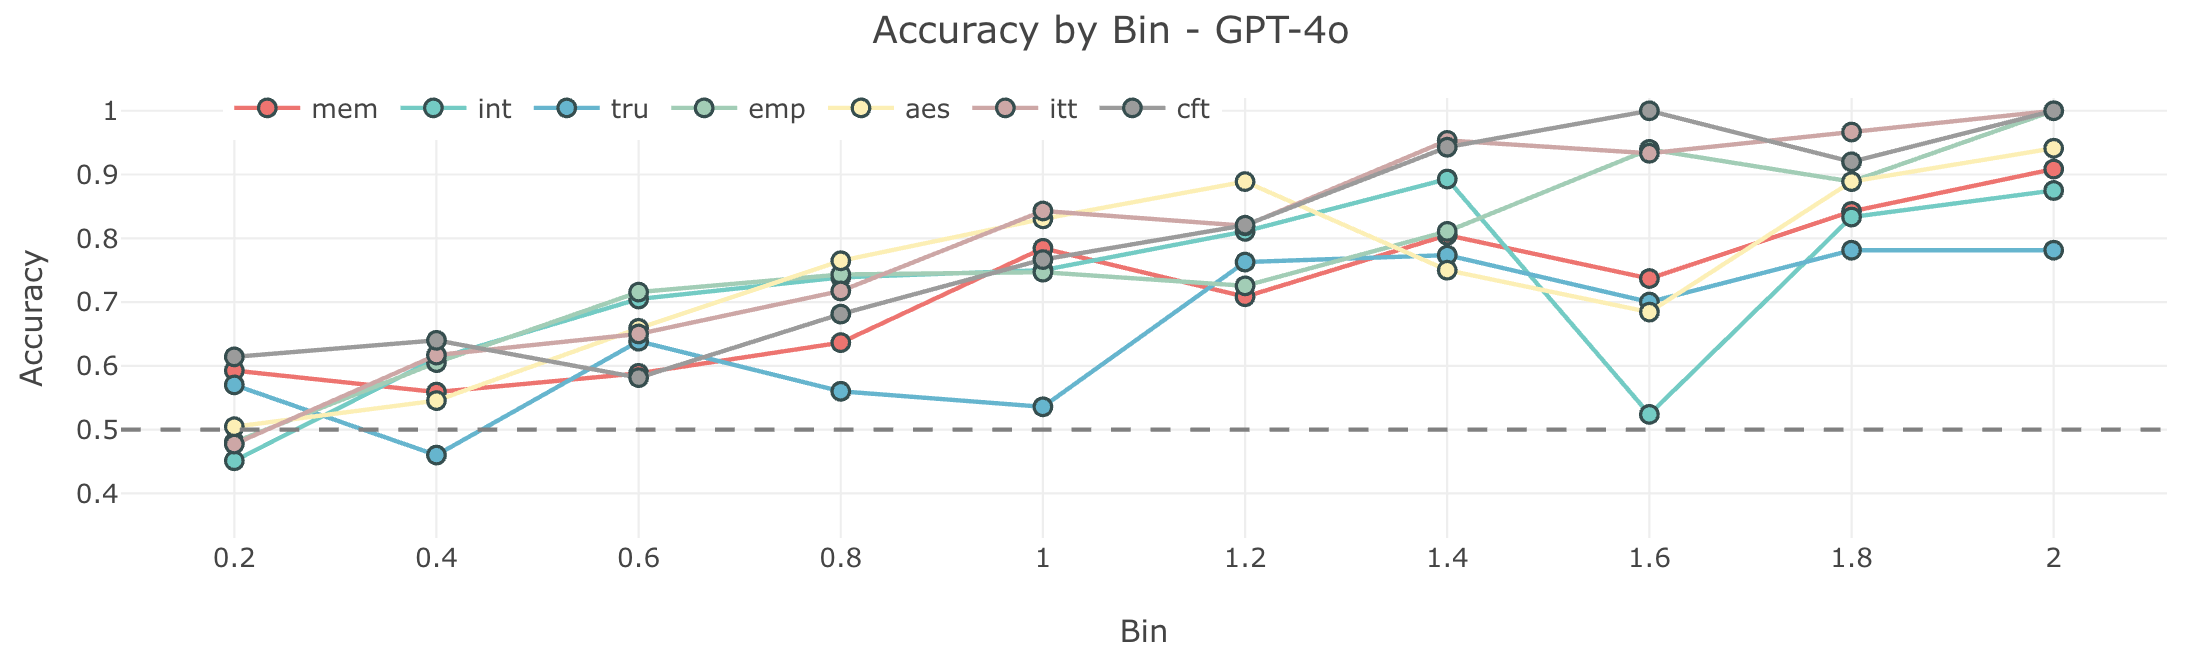 Accuracy by Bin - GPT-4o
mem int tru emp aes itt cft
1
0.9
0.8
0.7
0.6
0.5
0.4
Accuracy
0.2 0.4 0.6 0.8 1 1.2 1.4 1.6 1.8 2
Bin